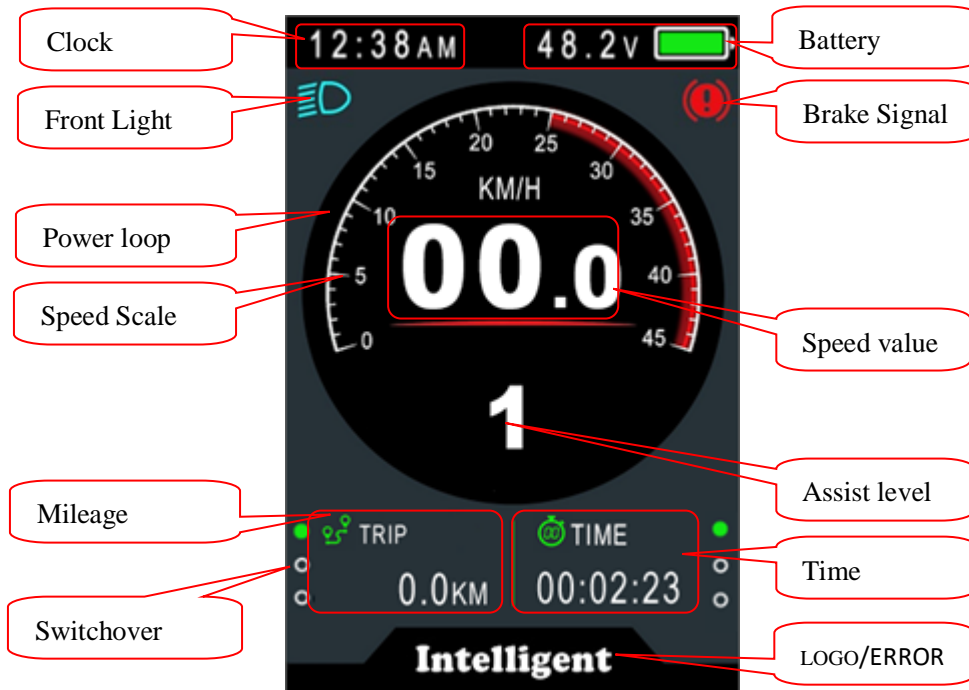 Clock
12:38AM
48.2V
Battery
Front Light
Brake Signal
20
25
15
30
KM/H
10
35
Power loop
00.0
5
40
Speed Scale
0
45
Speed value
1
Assist level
Mileage
TRIP
00
TIME
Time
0.0KM
00:02:23
Switchover
Intelligent
LOGO/ERROR